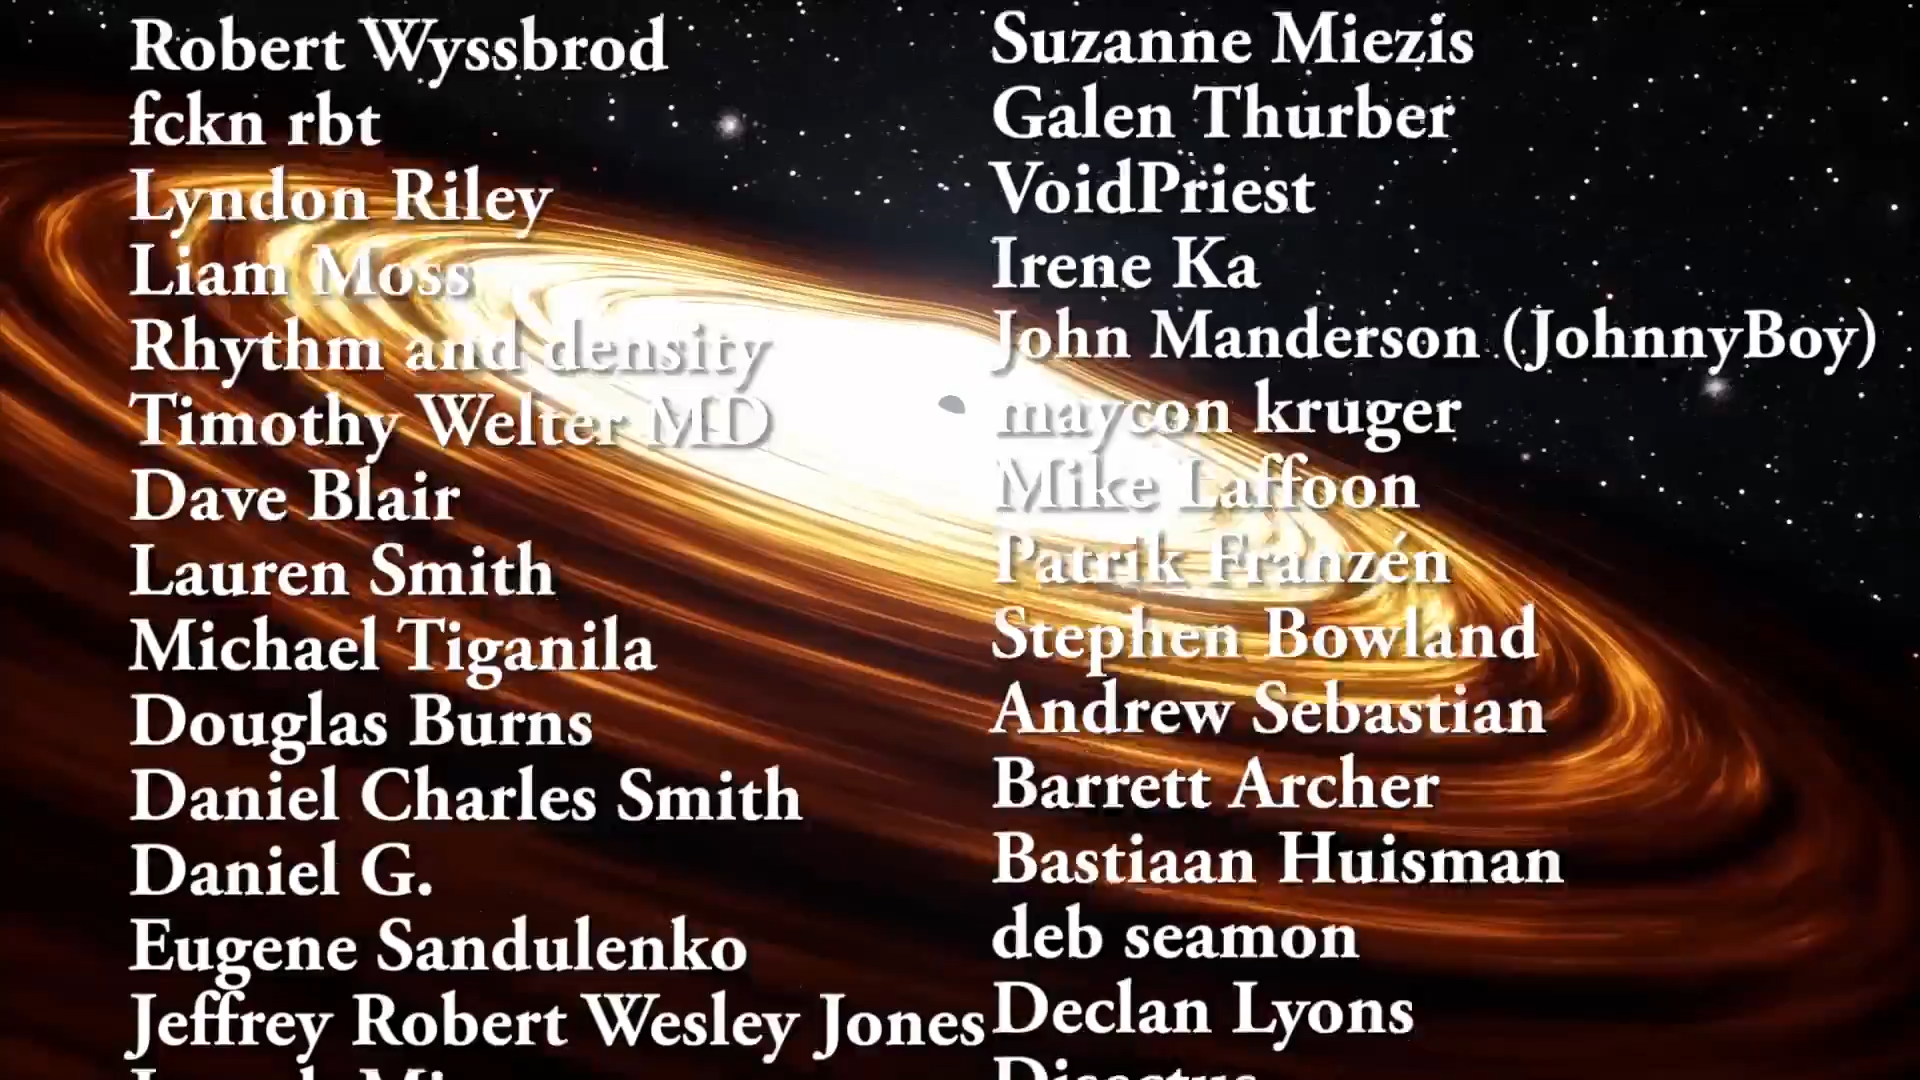 Robert Wyssbrod
fckn rbt
Lyndon Riley
Liam Moss
Rhythm and density
Timothy Welter MD
Dave Blair
Lauren Smith
Michael Tiganila
Douglas Burns
Daniel Charles Smith
Daniel G.
Eugene Sandulenko
Jeffrey Robert Wesley Jones
Suzanne Miezis
Galen Thurber
VoidPriest
Irene Ka
John Manderson (JohnnyBoy)
maycon kruger
Mike Laffoon
Patrik Franzén
Stephen Bowland
Andrew Sebastian
Barrett Archer
Bastiaan Huisman
deb seamon
Declan Lyons